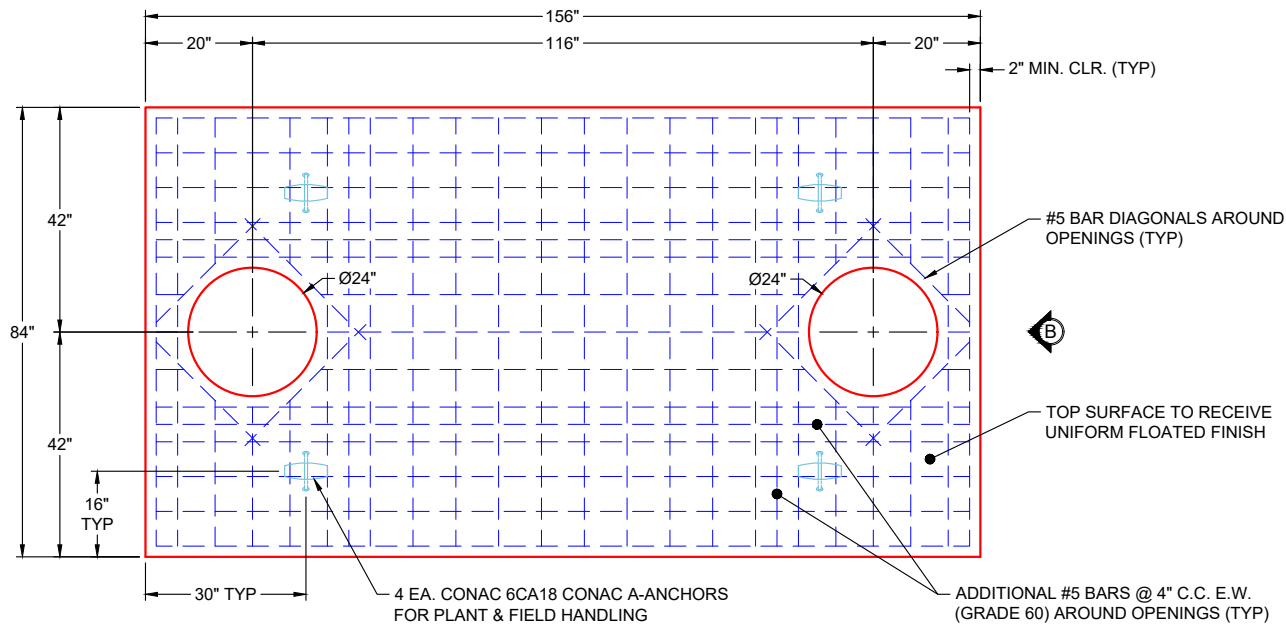 156"
20"
116"
20"
2" MIN. CLR. (TYP)
42"
#5 BAR DIAGONALS AROUND
OPENINGS (TYP)
Ø24"
Ø24"
84"
B
42"
TOP SURFACE TO RECEIVE
UNIFORM FLOATED FINISH
16"
TYP
30" TYP
4 EA. CONAC 6CA18 CONAC A-ANCHORS
FOR PLANT & FIELD HANDLING
ADDITIONAL #5 BARS @ 4" C.C. E.W.
(GRADE 60) AROUND OPENINGS (TYP)